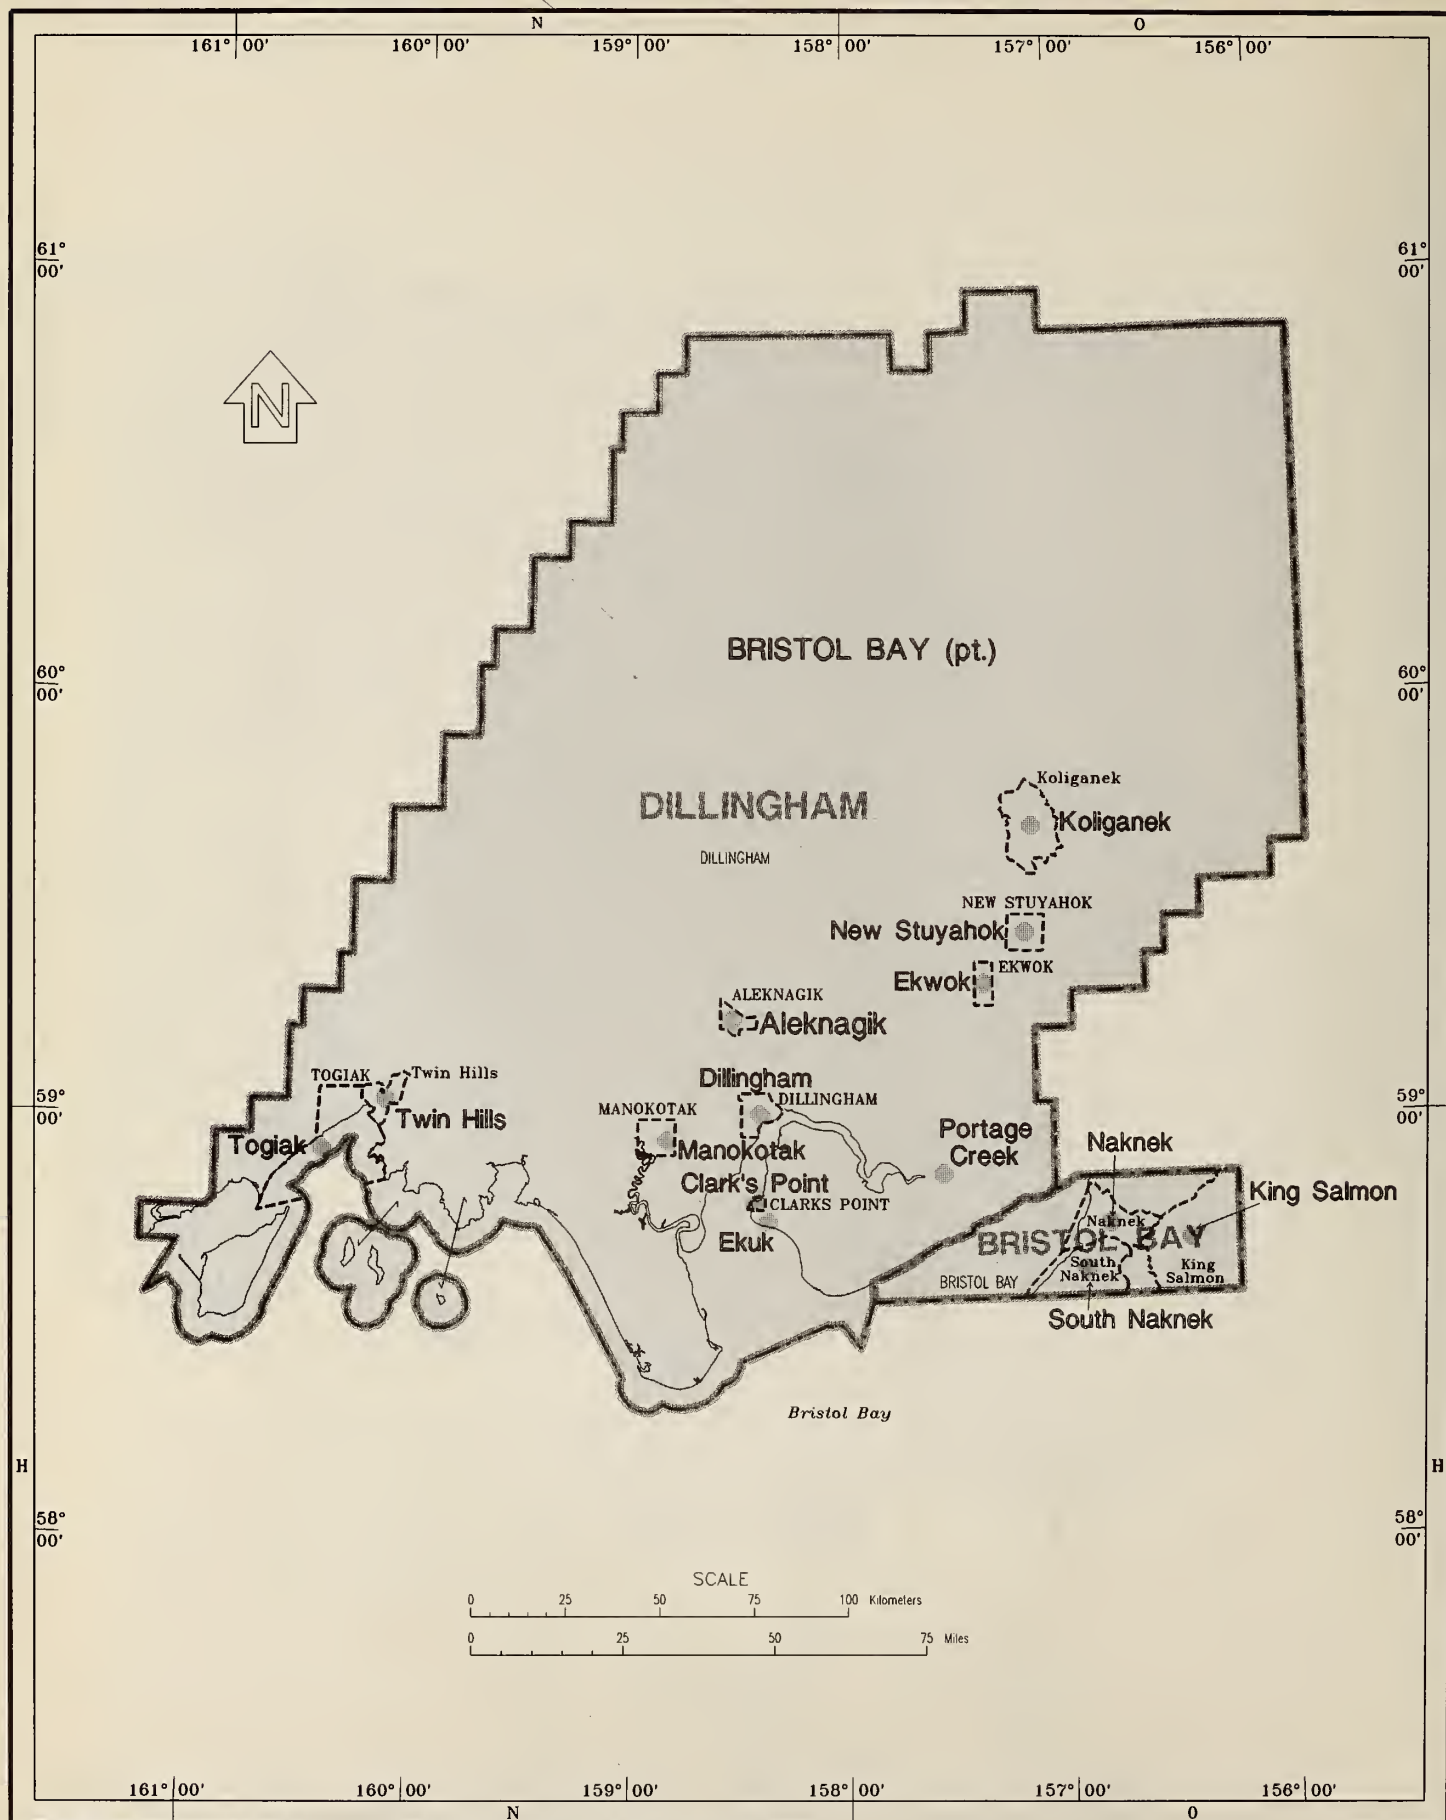 N O
161° 00' 160° 00' 159° 00' 158° 00' 157° 00' 156° 00'
61° 61°
00' 00'
N
BRISTOL BAY (pt.)
60° 60°
00' 00'
Koliganek
DILLINGHAM
Koliganek
DILLINGHAM
NEW STUYAHOK
New Stuyahok
EKWOK
Ekwok
ALEKNAGIK
Aleknagik
TOGIAK
Twin Hills
Dillingham
DILLINGHAM
59° 59°
00' 00'
MANOKOTAK
Twin Hills
Togiak
Manokotak
Portage
Creek
Naknek
Clark's Point
CLARKS POINT
King Salmon
Naknek
Ekuk
BRISTOL BAY
South
Naknek
King
Salmon
BRISTOL BAY
South Naknek
Bristol Bay
H H
58° 58°
00' 00'
SCALE
0 25 50 75 100 Kilometers
0 25 50 75 Miles
161° 00' 160° 00' 159° 00' 158° 00' 157° 00' 156° 00'
N O